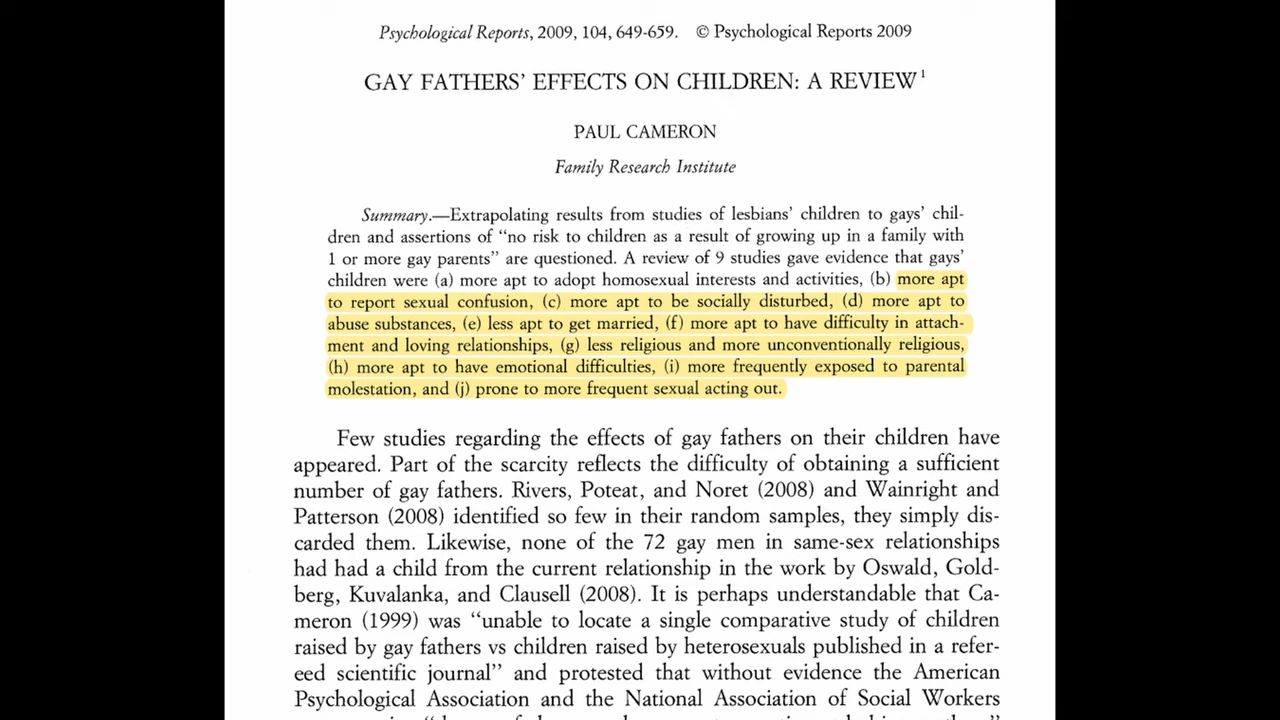 Psychological Reports, 2009, 104, 649-659. © Psychological Reports 2009
GAY FATHERS' EFFECTS ON CHILDREN: A REVIEW¹
PAUL CAMERON
Family Research Institute
Summary.—Extrapolating results from studies of lesbians' children to gays' chil-
dren and assertions of “no risk to children as a result of growing up in a family with
1 or more gay parents” are questioned. A review of 9 studies gave evidence that gays'
children were (a) more apt to adopt homosexual interests and activities, (b) more apt
to report sexual confusion, (c) more apt to be socially disturbed, (d) more apt to
abuse substances, (e) less apt to get married, (f) more apt to have difficulty in attach-
ment and loving relationships, (g) less religious and more unconventionally religious,
(h) more apt to have emotional difficulties, (i) more frequently exposed to parental
molestation, and (j) prone to more frequent sexual acting out.
Few studies regarding the effects of gay fathers on their children have
appeared. Part of the scarcity reflects the difficulty of obtaining a sufficient
number of gay fathers. Rivers, Poteat, and Noret (2008) and Wainright and
Patterson (2008) identified so few in their random samples, they simply dis-
carded them. Likewise, none of the 72 gay men in same-sex relationships
had had a child from the current relationship in the work by Oswald, Gold-
berg, Kuvalanka, and Clausell (2008). It is perhaps understandable that Ca-
meron (1999) was “unable to locate a single comparative study of children
raised by gay fathers vs children raised by heterosexuals published in a refer-
eed scientific journal” and protested that without evidence the American
Psychological Association and the National Association of Social Workers